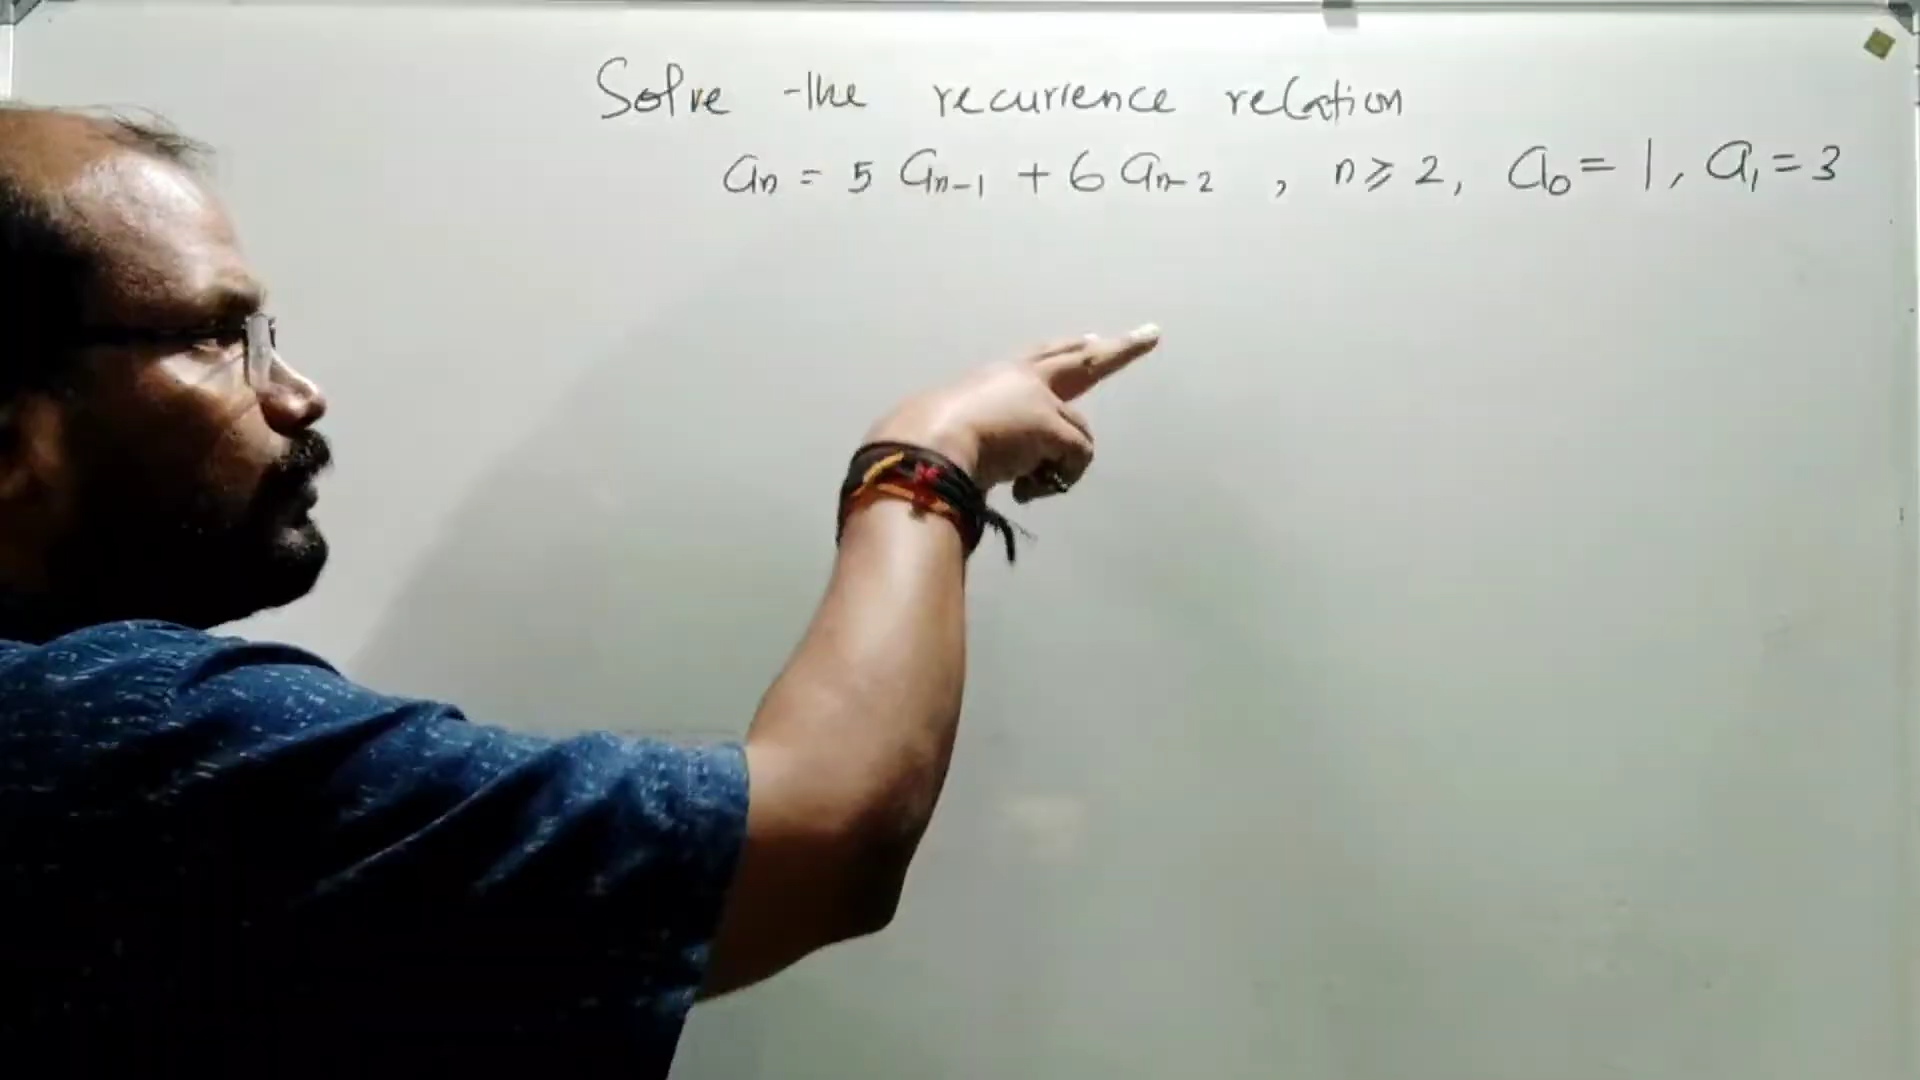 Solve the recurrence relation
aₙ = 5 aₙ₋₁ + 6 aₙ₋₂ , n ⩾ 2, a₀ = 1, a₁ = 3